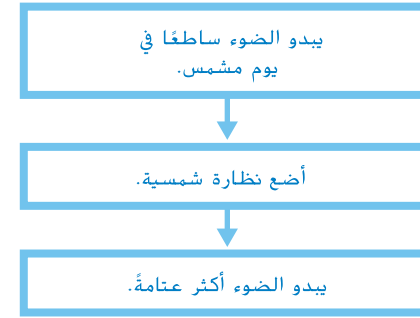 يبدو الضوء ساطعًا في
يوم مشمس.
أضع نظارة شمسية.
يبدو الضوء أكثر عتامةً.